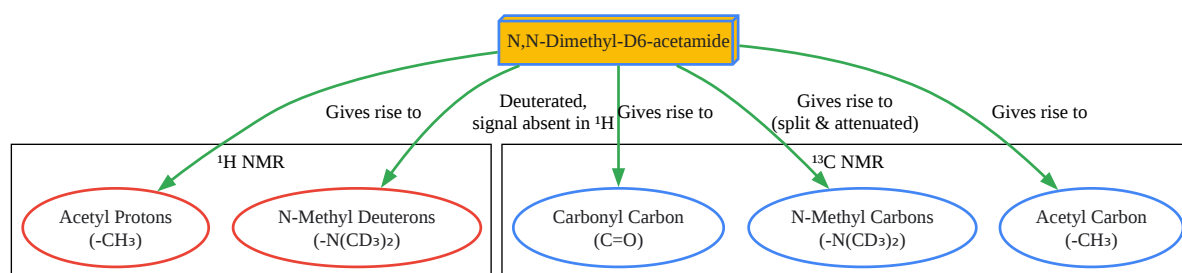 N,N-Dimethyl-D6-acetamide
Gives rise to
Deuterated,
signal absent in ¹H
Gives rise to
Gives rise to
(split & attenuated)
Gives rise to
¹H NMR
¹³C NMR
Acetyl Protons
(-CH₃)
N-Methyl Deuterons
(-N(CD₃)₂)
Carbonyl Carbon
(C=O)
N-Methyl Carbons
(-N(CD₃)₂)
Acetyl Carbon
(-CH₃)